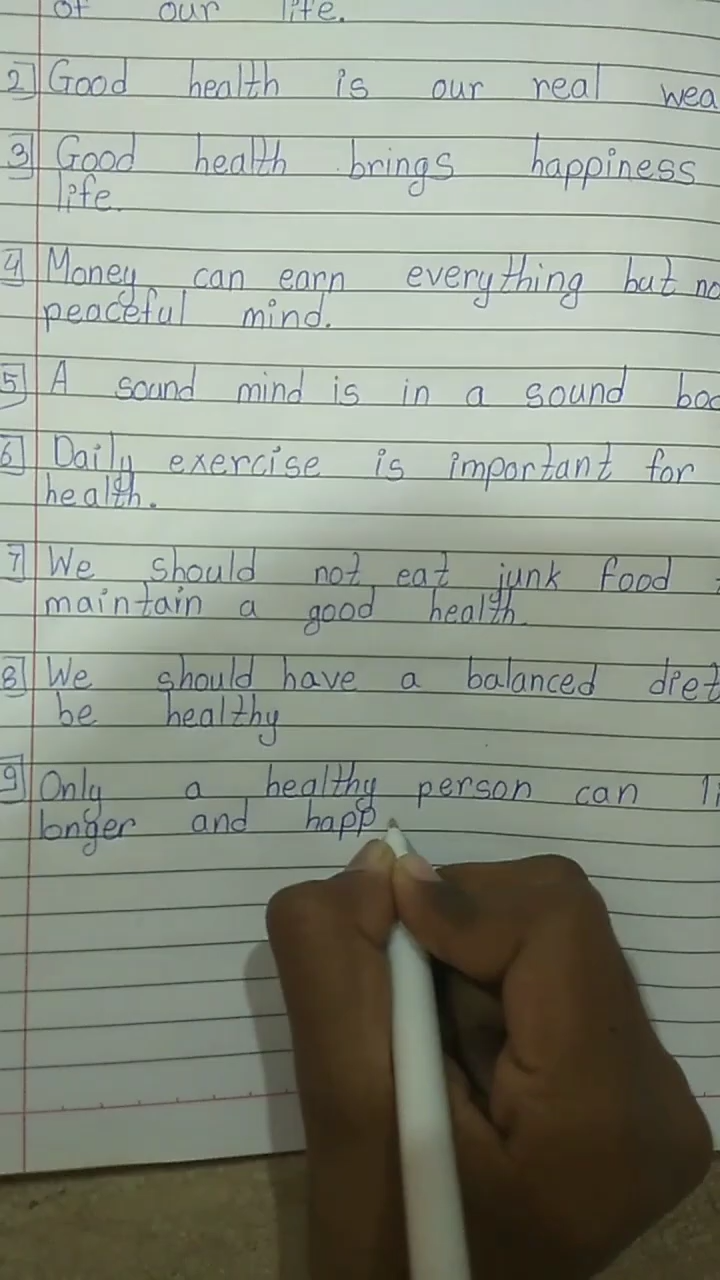 of our life.
2 Good health is our real wea
3 Good health brings happiness
life.
4 Money can earn everything but no
peaceful mind.
5 A sound mind is in a sound bod
6 Daily exercise is important for
health.
7 We should not eat junk food
maintain a good health
8 We should have a balanced diet
be healthy
9 Only a healthy person can li
longer and happ